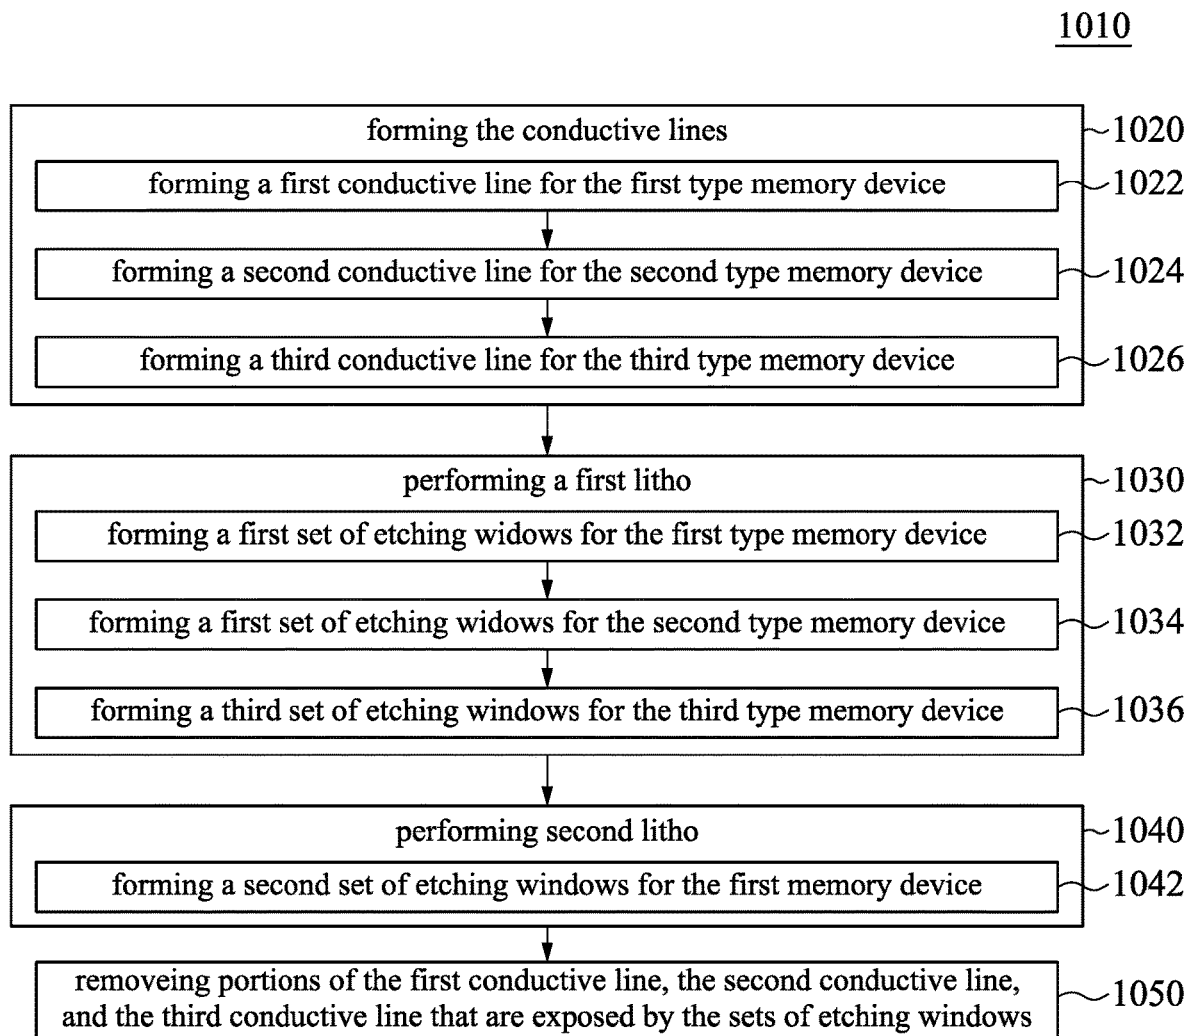 1010
forming the conductive lines
1020
forming a first conductive line for the first type memory device
1022
forming a second conductive line for the second type memory device
1024
forming a third conductive line for the third type memory device
1026
performing a first litho
1030
forming a first set of etching widows for the first type memory device
1032
forming a first set of etching widows for the second type memory device
1034
forming a third set of etching windows for the third type memory device
1036
performing second litho
1040
forming a second set of etching windows for the first memory device
1042
removeing portions of the first conductive line, the second conductive line,
and the third conductive line that are exposed by the sets of etching windows
1050